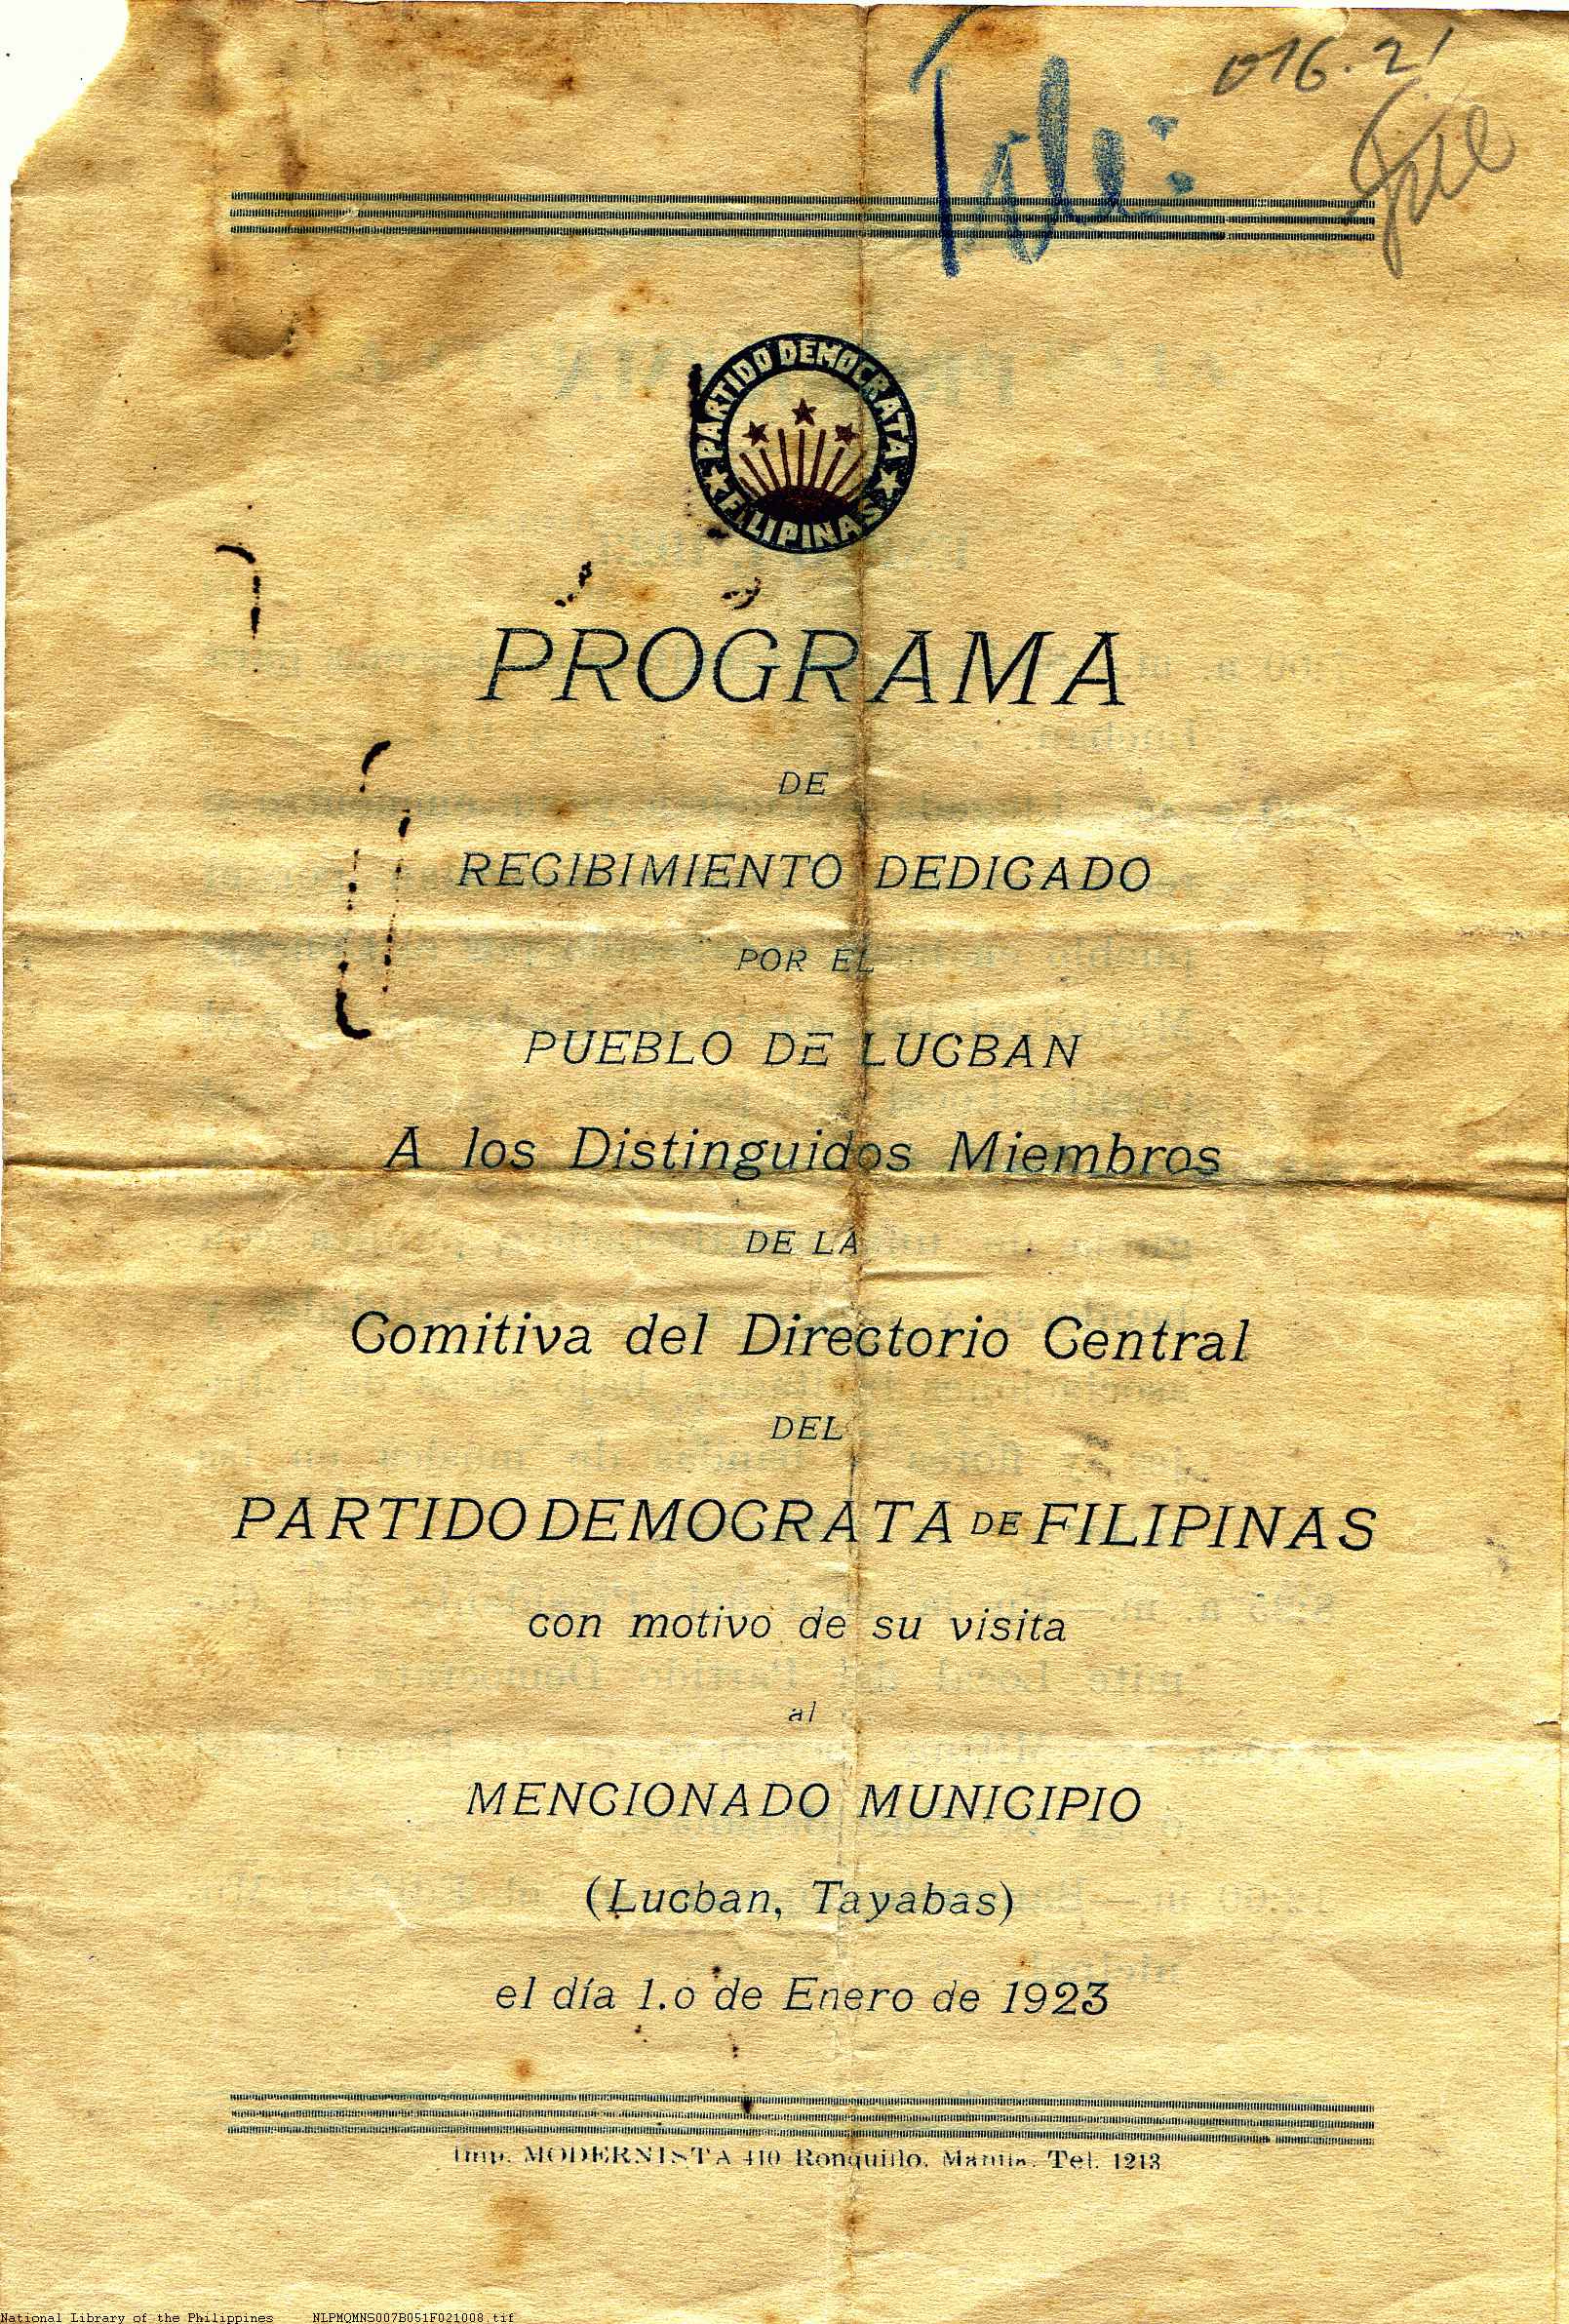 016.21
File
PARTIDO DEMOCRATA
FILIPINAS
PROGRAMA
DE
RECIBIMIENTO DEDICADO
POR EL
PUEBLO DE LUCBAN
A los Distinguidos Miembros
DE LA
Comitiva del Directorio Central
DEL
PARTIDO DEMOCRATA DE FILIPINAS
con motivo de su visita
al
MENCIONADO MUNICIPIO
(Lucban, Tayabas)
el día 1.o de Enero de 1923
Imp. MODERNISTA 410 Ronquillo, Manila. Tel. 1213
National Library of the Philippines NLPMQMNS007B051F021008.tif